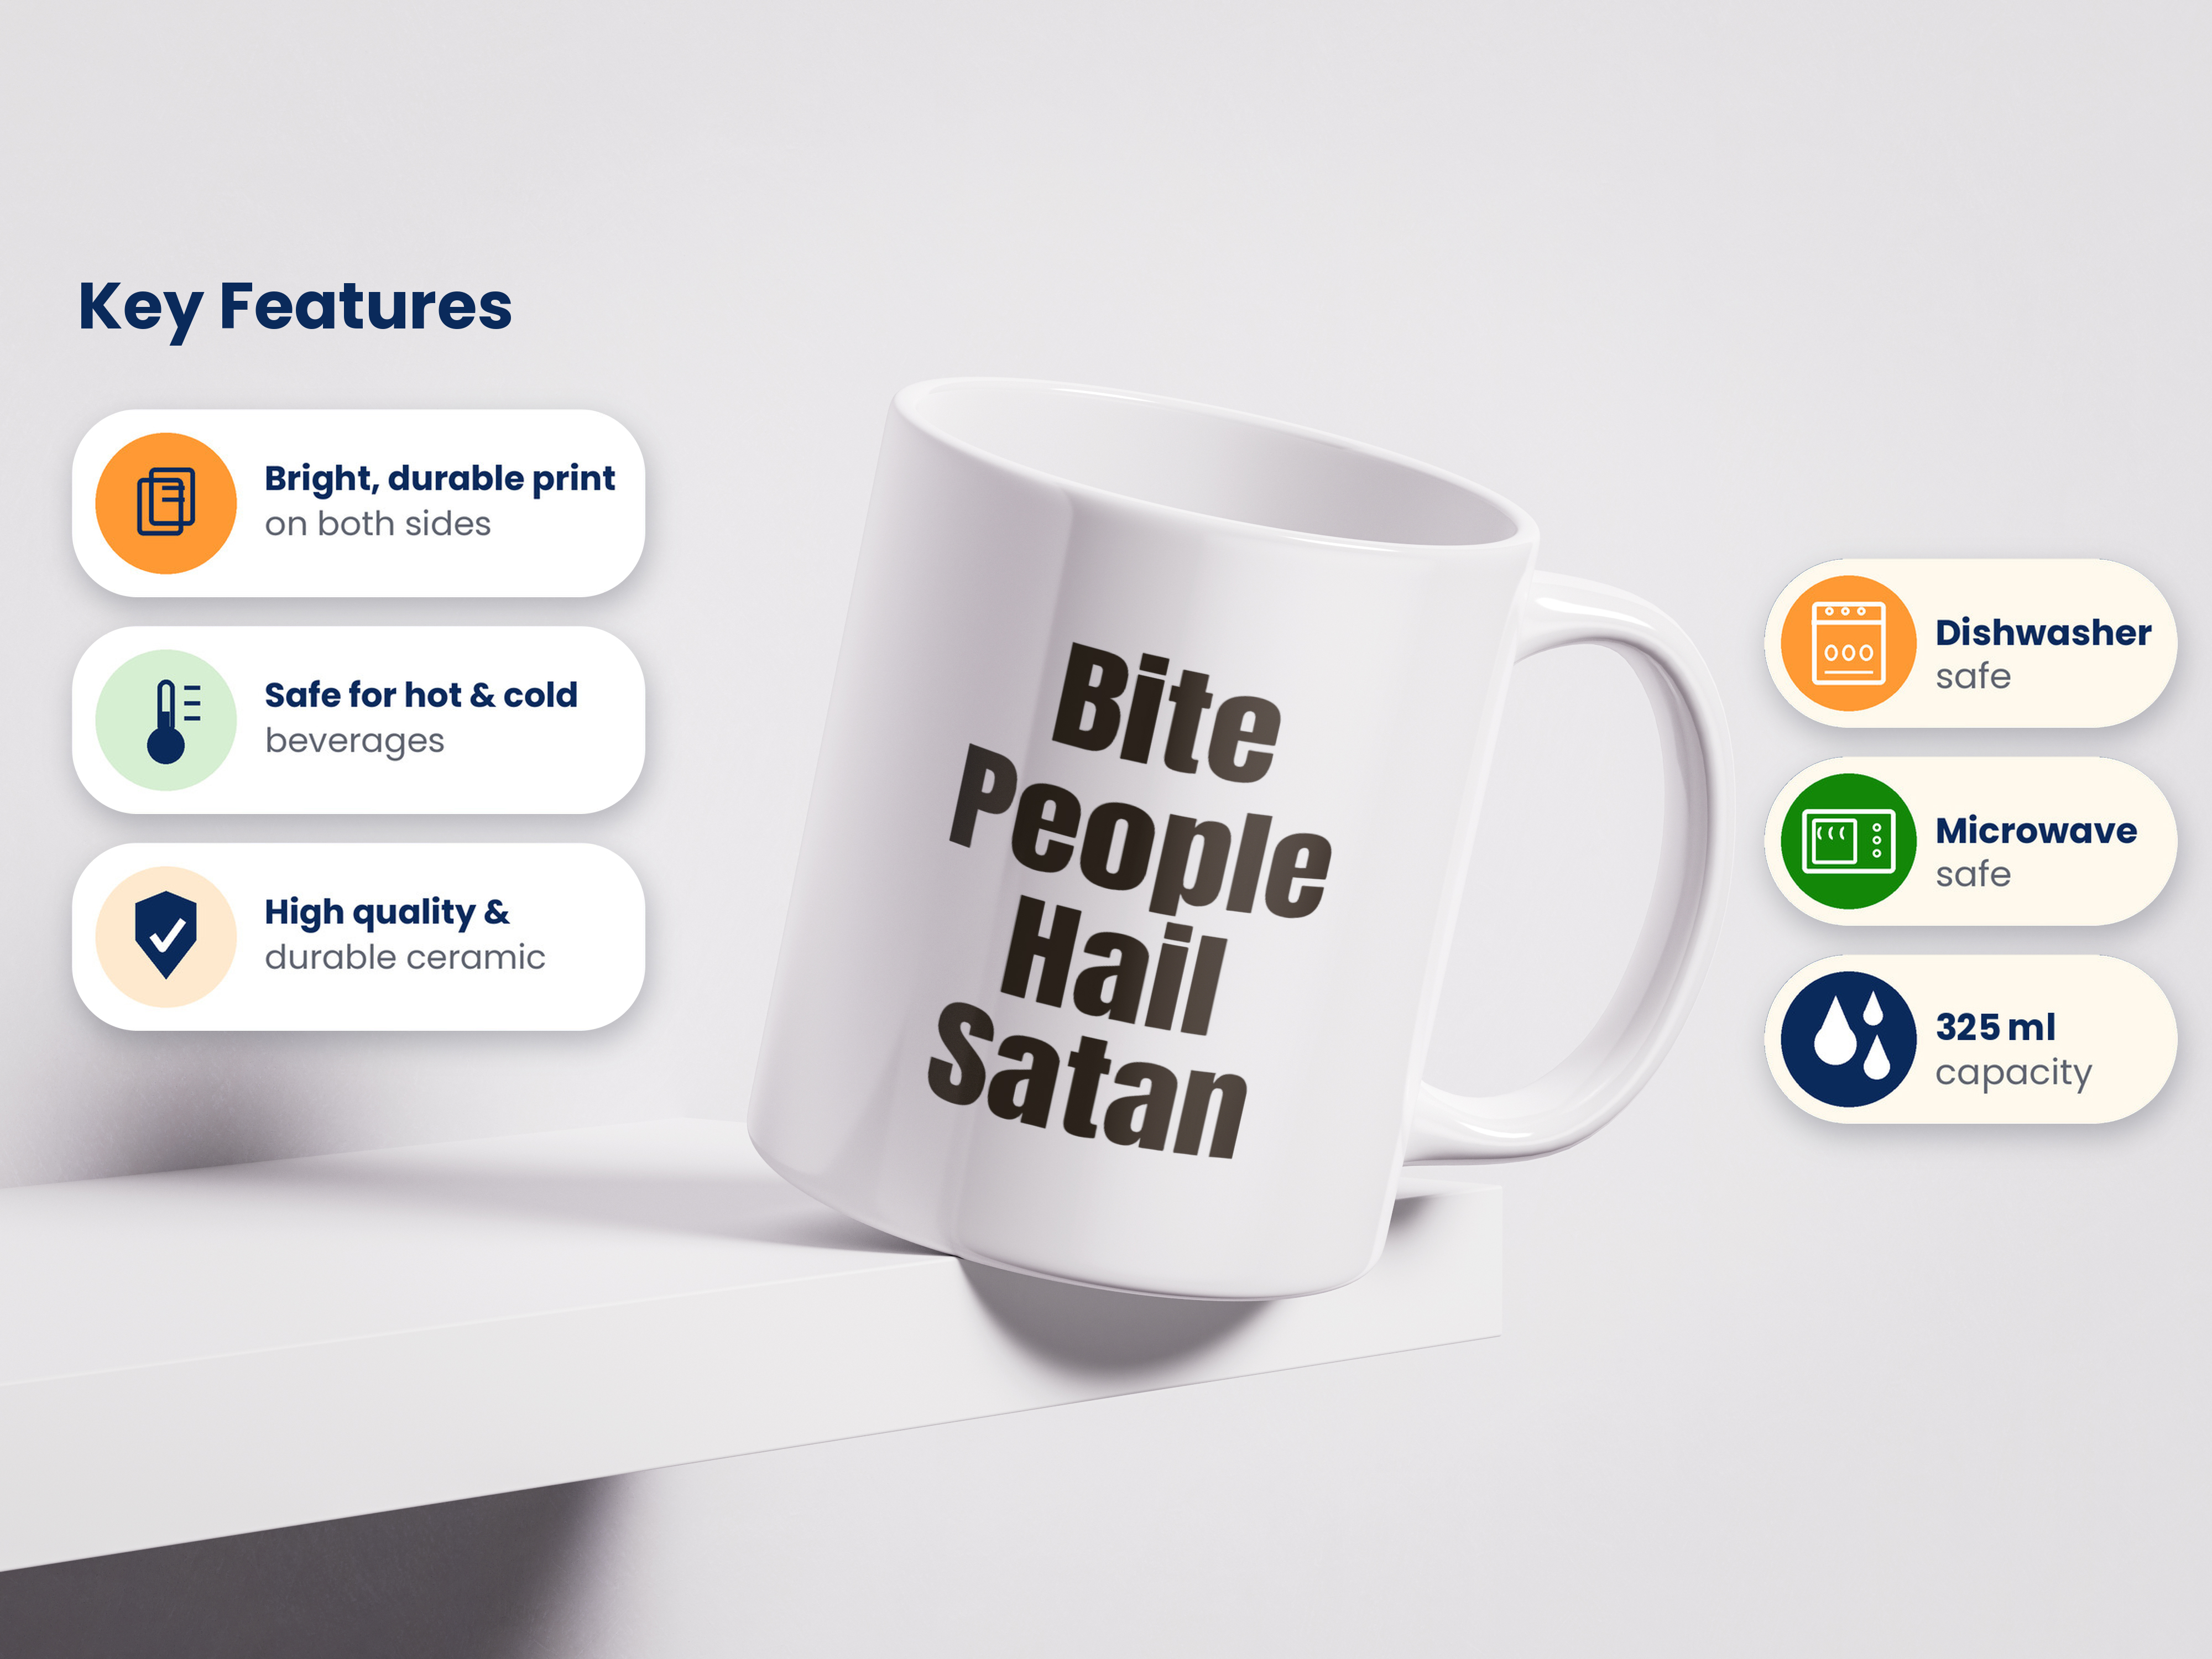 Key Features
Bright, durable print
on both sides
Safe for hot & cold
beverages
High quality &
durable ceramic
Bite
People
Hail
Satan
Dishwasher
safe
Microwave
safe
325 ml
capacity